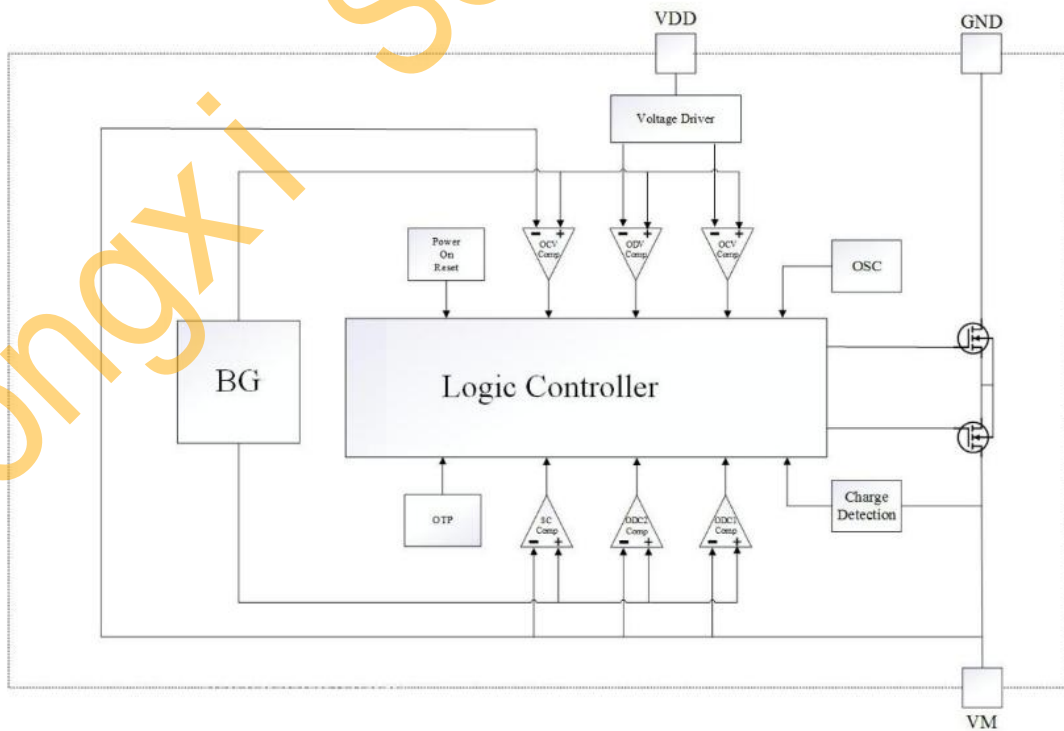 VDD
GND
Voltage Driver
Power
On
Reset
- +
OCV
Comp
- +
ODV
Comp
- +
OCV
Comp
OSC
BG
Logic Controller
OTP
SC
Comp
- +
ODC2
Comp
- +
ODC1
Comp
- +
Charge
Detection
VM